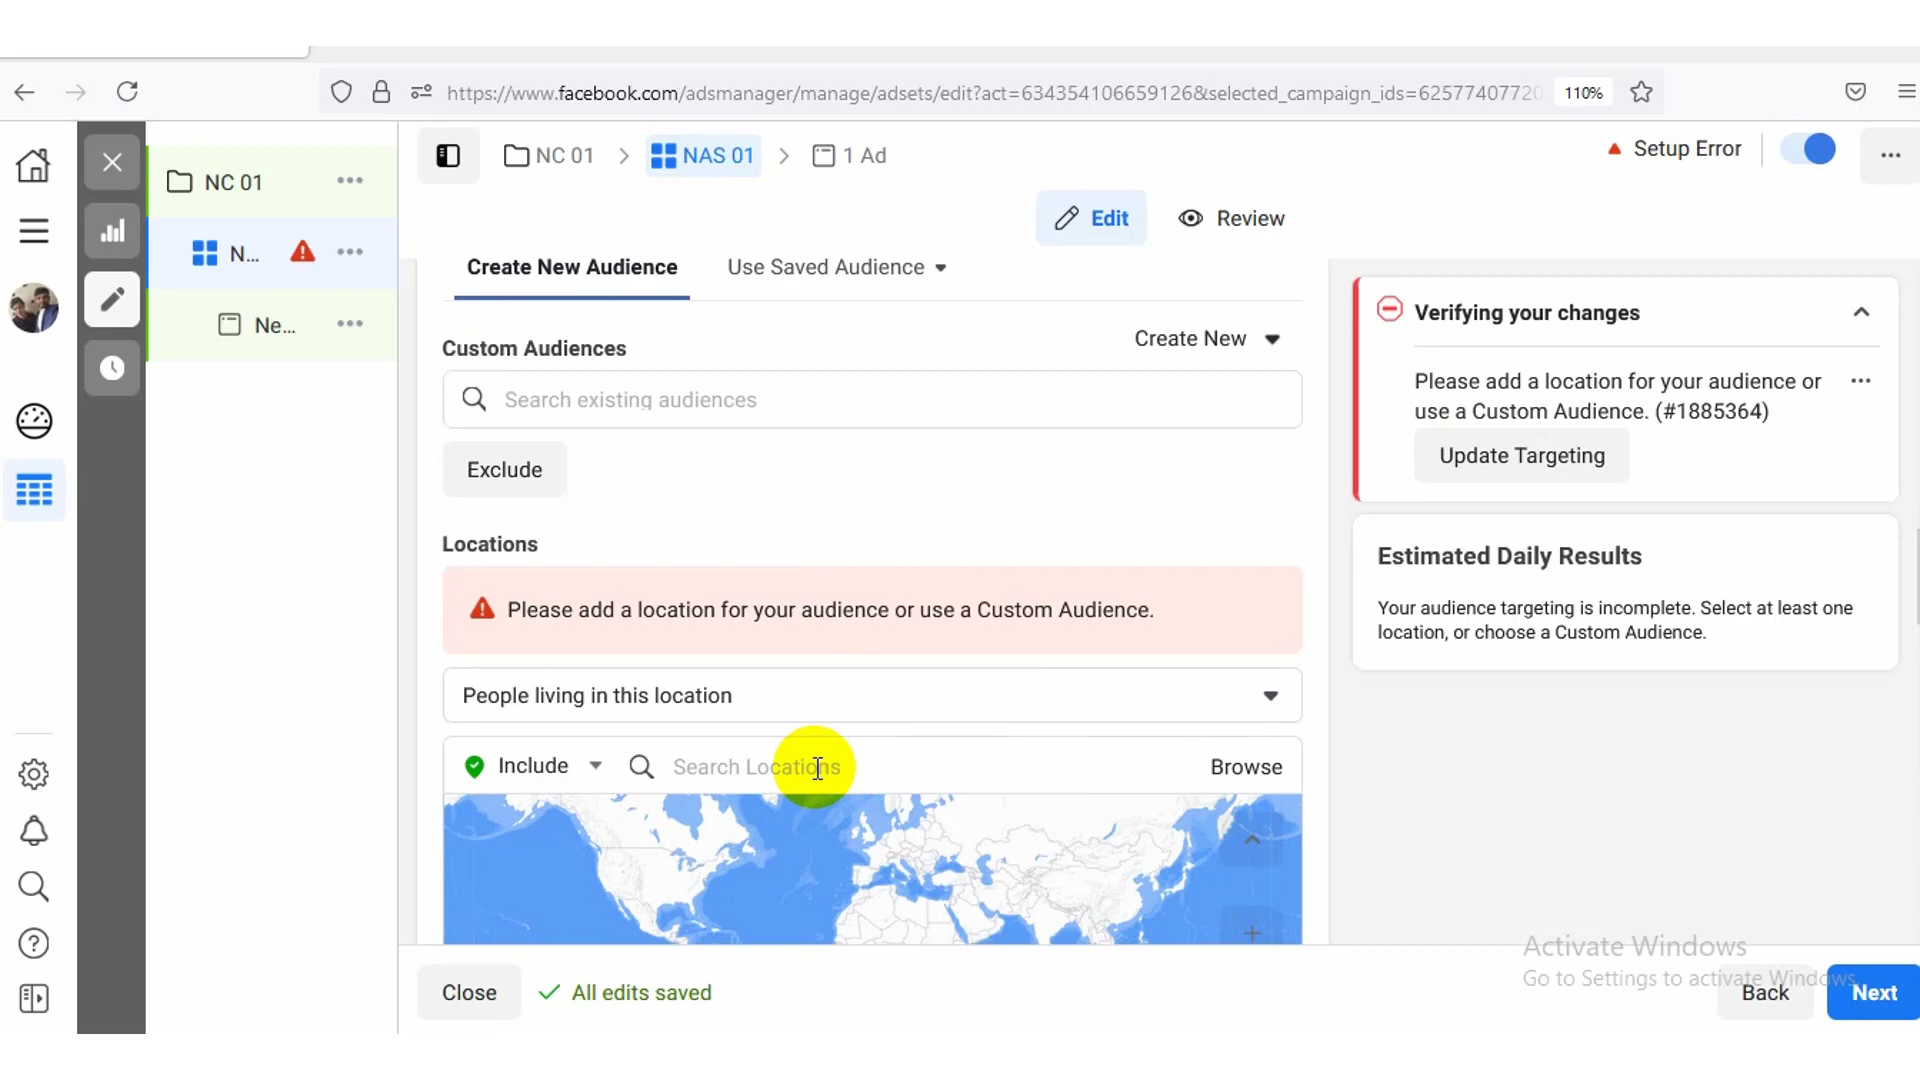 https://www.facebook.com/adsmanager/manage/adsets/edit?act=634354106659126&selected_campaign_ids=62577407720
110%
NC 01
NAS 01
1 Ad
Setup Error
NC 01
N...
Ne...
Edit
Review
Create New Audience
Use Saved Audience
Custom Audiences
Create New
Search existing audiences
Exclude
Locations
Please add a location for your audience or use a Custom Audience.
People living in this location
Include
Search Locations
Browse
Verifying your changes
Please add a location for your audience or
use a Custom Audience. (#1885364)
Update Targeting
Estimated Daily Results
Your audience targeting is incomplete. Select at least one
location, or choose a Custom Audience.
Activate Windows
Go to Settings to activate Windows.
Close
All edits saved
Back
Next